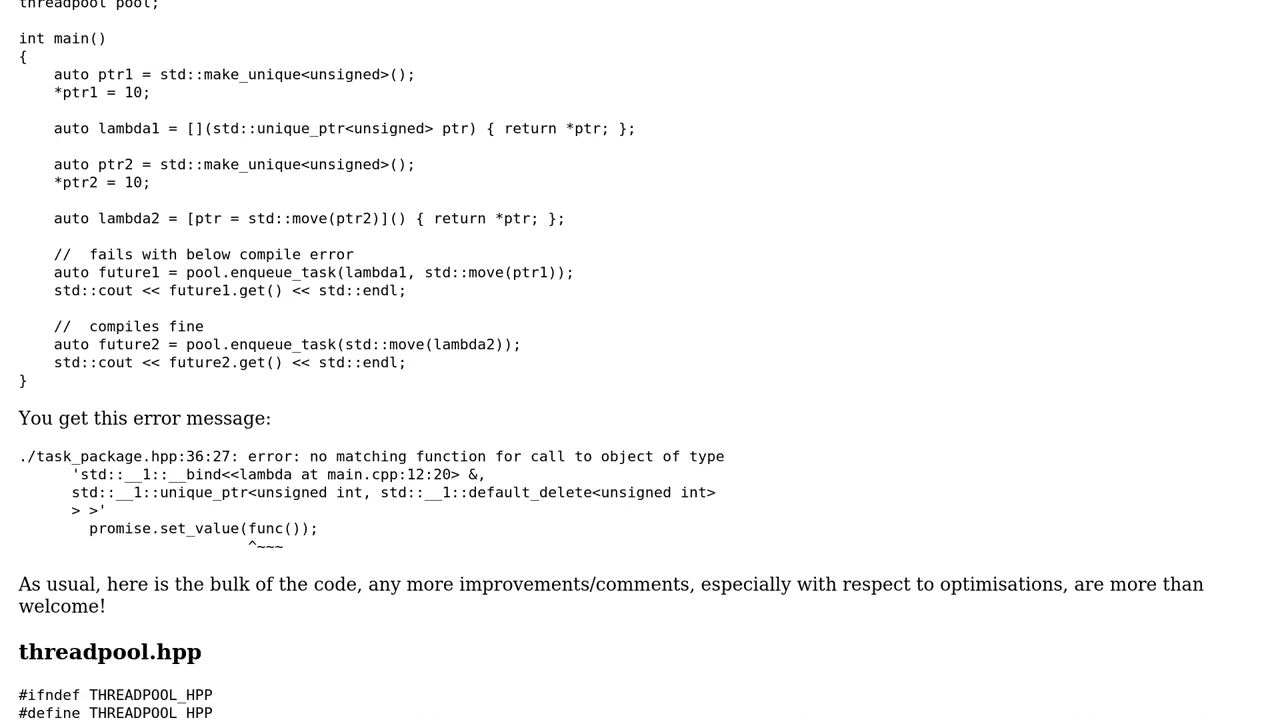 threadpool pool;

int main()
{
    auto ptr1 = std::make_unique<unsigned>();
    *ptr1 = 10;

    auto lambda1 = [](std::unique_ptr<unsigned> ptr) { return *ptr; };

    auto ptr2 = std::make_unique<unsigned>();
    *ptr2 = 10;

    auto lambda2 = [ptr = std::move(ptr2)]() { return *ptr; };

    //  fails with below compile error
    auto future1 = pool.enqueue_task(lambda1, std::move(ptr1));
    std::cout << future1.get() << std::endl;

    //  compiles fine
    auto future2 = pool.enqueue_task(std::move(lambda2));
    std::cout << future2.get() << std::endl;
}
You get this error message:
./task_package.hpp:36:27: error: no matching function for call to object of type
      'std::__1::__bind<<lambda at main.cpp:12:20> &,
      std::__1::unique_ptr<unsigned int, std::__1::default_delete<unsigned int>
      > >'
        promise.set_value(func());
                          ^~~~
As usual, here is the bulk of the code, any more improvements/comments, especially with respect to optimisations, are more than
welcome!
threadpool.hpp
#ifndef THREADPOOL_HPP
#define THREADPOOL_HPP